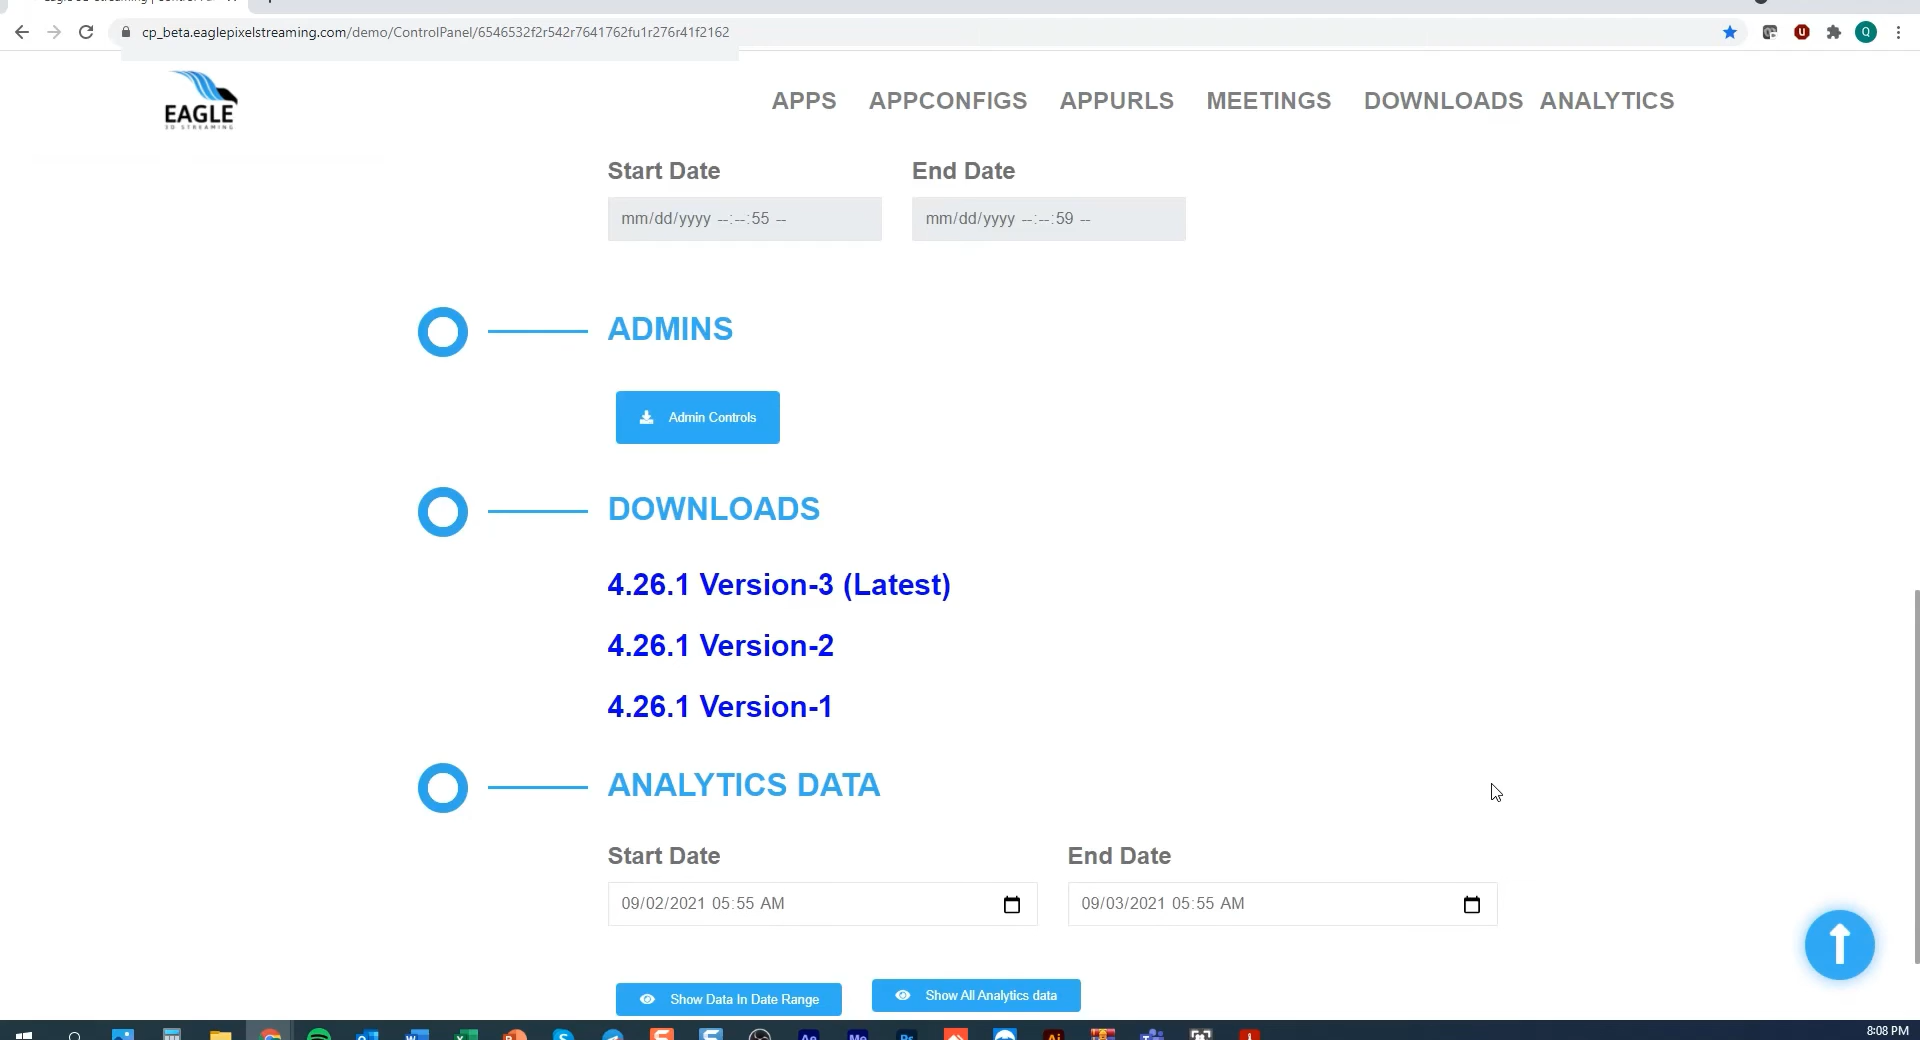 cp_beta.eaglepixelstreaming.com/demo/ControlPanel/6546532f2r542r7641762fu1r276r41f2162
Q
EAGLE
3D STREAMING
APPS APPCONFIGS APPURLS MEETINGS DOWNLOADS ANALYTICS
Start Date End Date
mm/dd/yyyy --:--:55 -- mm/dd/yyyy --:--:59 --
ADMINS
Admin Controls
DOWNLOADS
4.26.1 Version-3 (Latest)
4.26.1 Version-2
4.26.1 Version-1
ANALYTICS DATA
Start Date End Date
09/02/2021 05:55 AM 09/03/2021 05:55 AM
Show Data In Date Range Show All Analytics data
8:08 PM